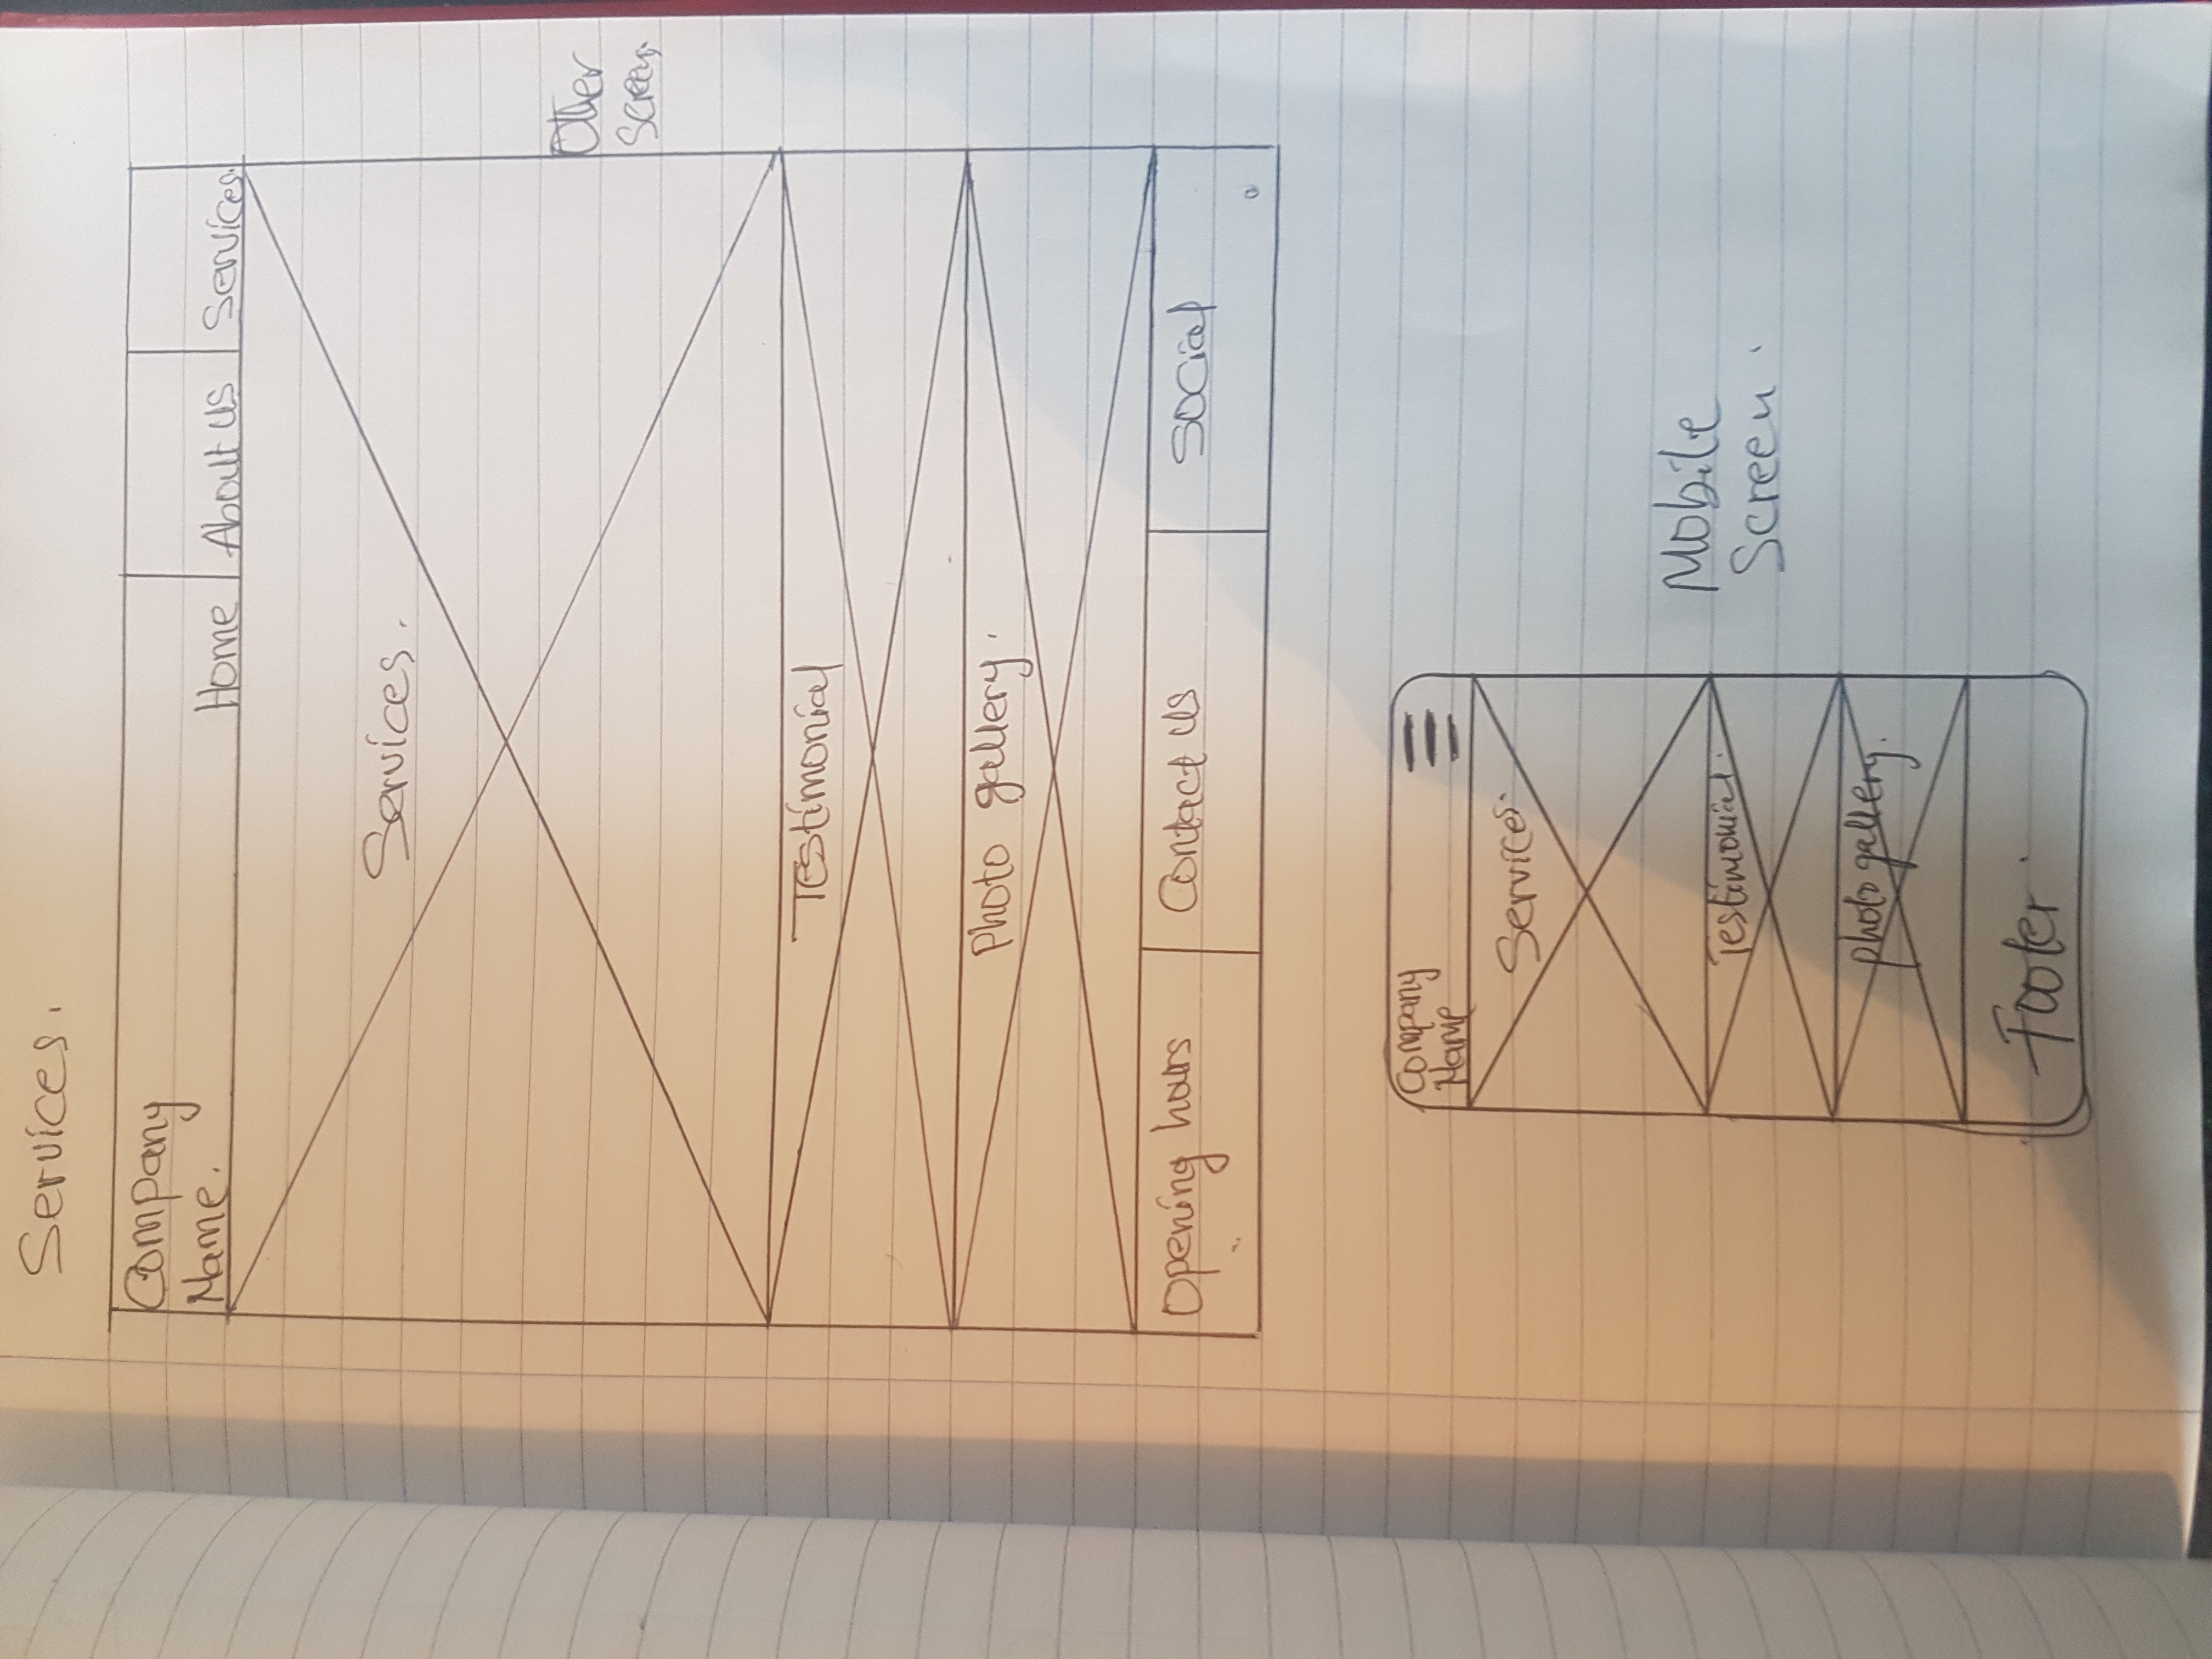 Services.
Company
Name.
Home
About Us
Services.
Services.
Other
Screen.
Testimonial
Photo gallery.
Opening hours
Contact Us
Social
Company
Name
Services.
Testimonial.
photo gallery.
Mobile
Screen.
Footer.